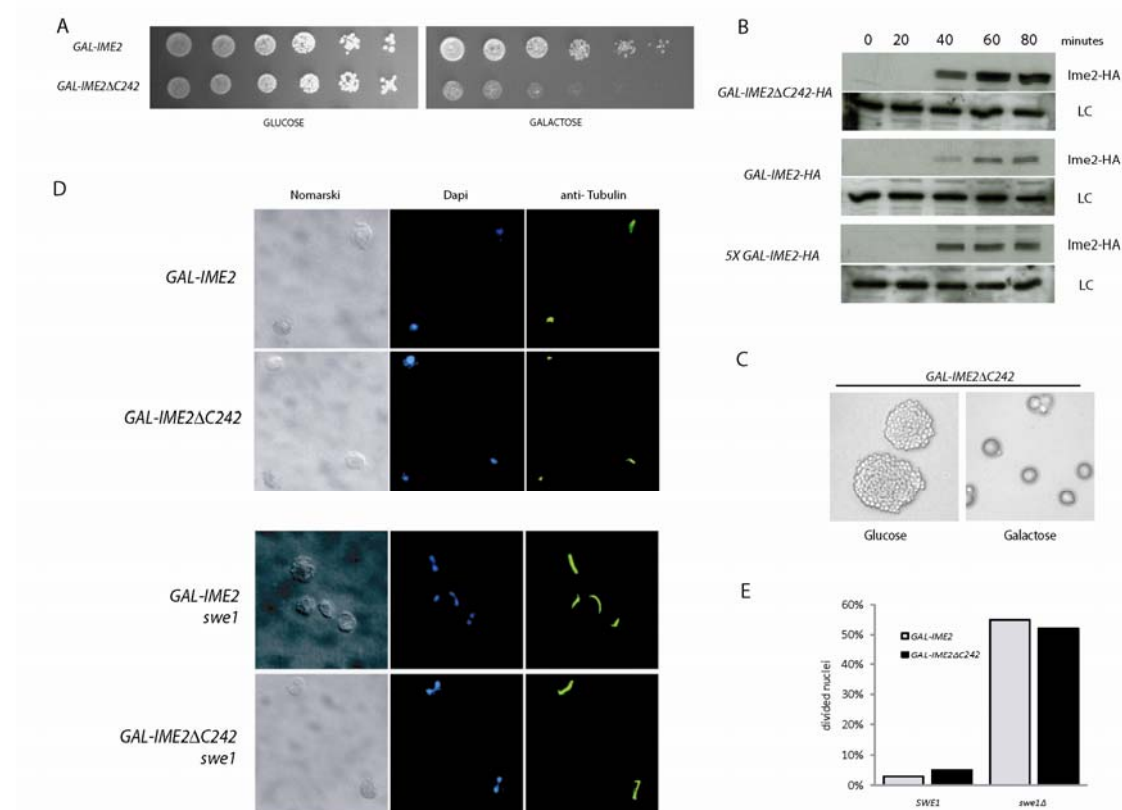 A
GAL-IME2
GAL-IME2ΔC242
GLUCOSE
GALACTOSE
B
0 20 40 60 80 minutes
GAL-IME2ΔC242-HA
Ime2-HA
LC
GAL-IME2-HA
Ime2-HA
LC
5X GAL-IME2-HA
Ime2-HA
LC
D
Nomarski Dapi anti- Tubulin
GAL-IME2
GAL-IME2ΔC242
GAL-IME2
swe1
GAL-IME2ΔC242
swe1
C
GAL-IME2ΔC242
Glucose Galactose
E
divided nuclei
60%
50%
40%
30%
20%
10%
0%
GAL-IME2
GAL-IME2ΔC242
SWE1 swe1Δ